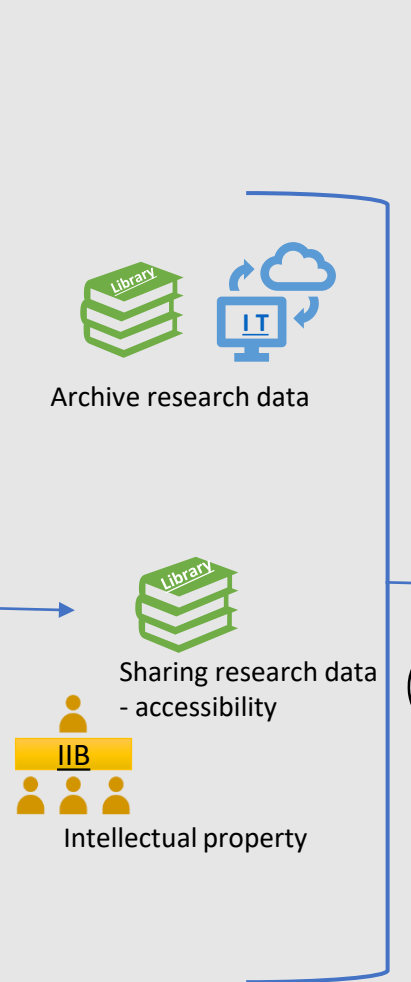 Library
I T
Archive research data
Library
Sharing research data
- accessibility
IIB
Intellectual property